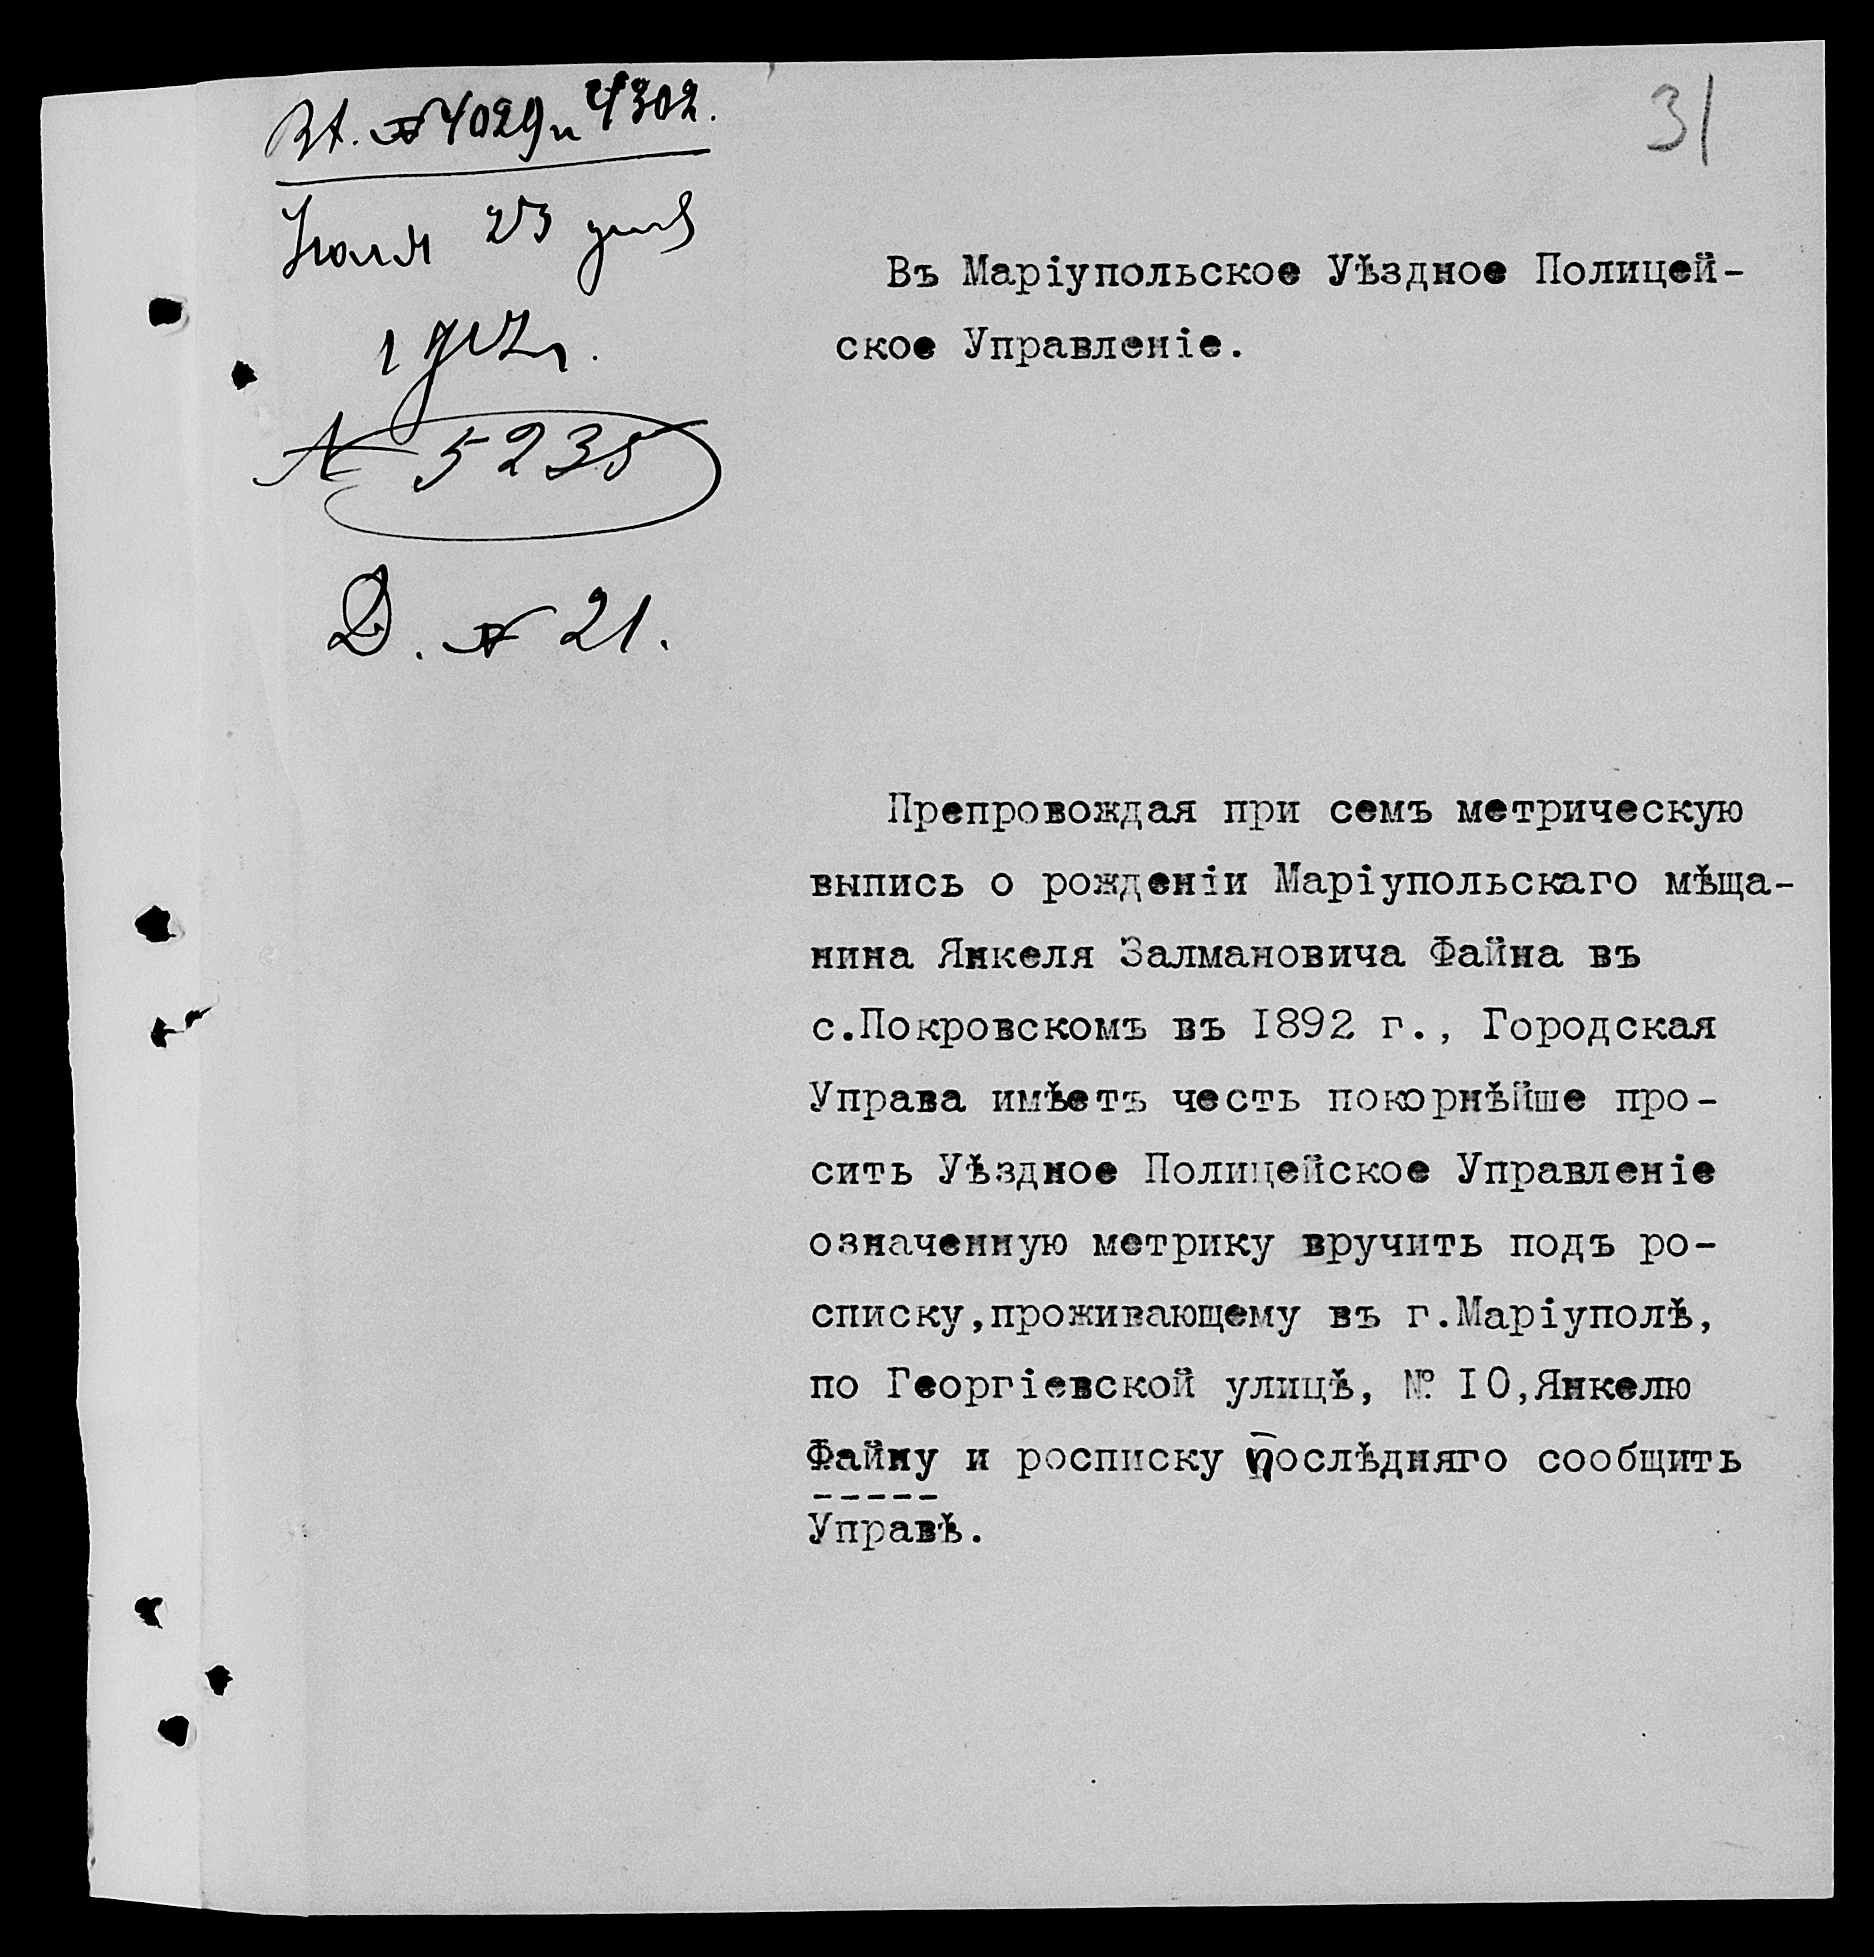 31
Вх. № 4029 и 4302.
Іюля 23 дня
1912 г.
№ 5235
Д. № 21.
Въ Маріупольское Уѣздное Полицей-
ское Управленіе.
Препровождая при семъ метрическую
выпись о рожденіи Маріупольскаго мѣща-
нина Янкеля Залмановича Файна въ
с.Покровскомъ въ I892 г., Городская
Управа имѣетъ честь покорнѣйше про-
сить Уѣздное Полицейское Управленіе
означенную метрику вручить подъ ро-
списку,проживающему въ г.Маріуполѣ,
по Георгіевской улицѣ, № IO,Янкелю
Файну и росписку послѣдняго сообщить
Управѣ.